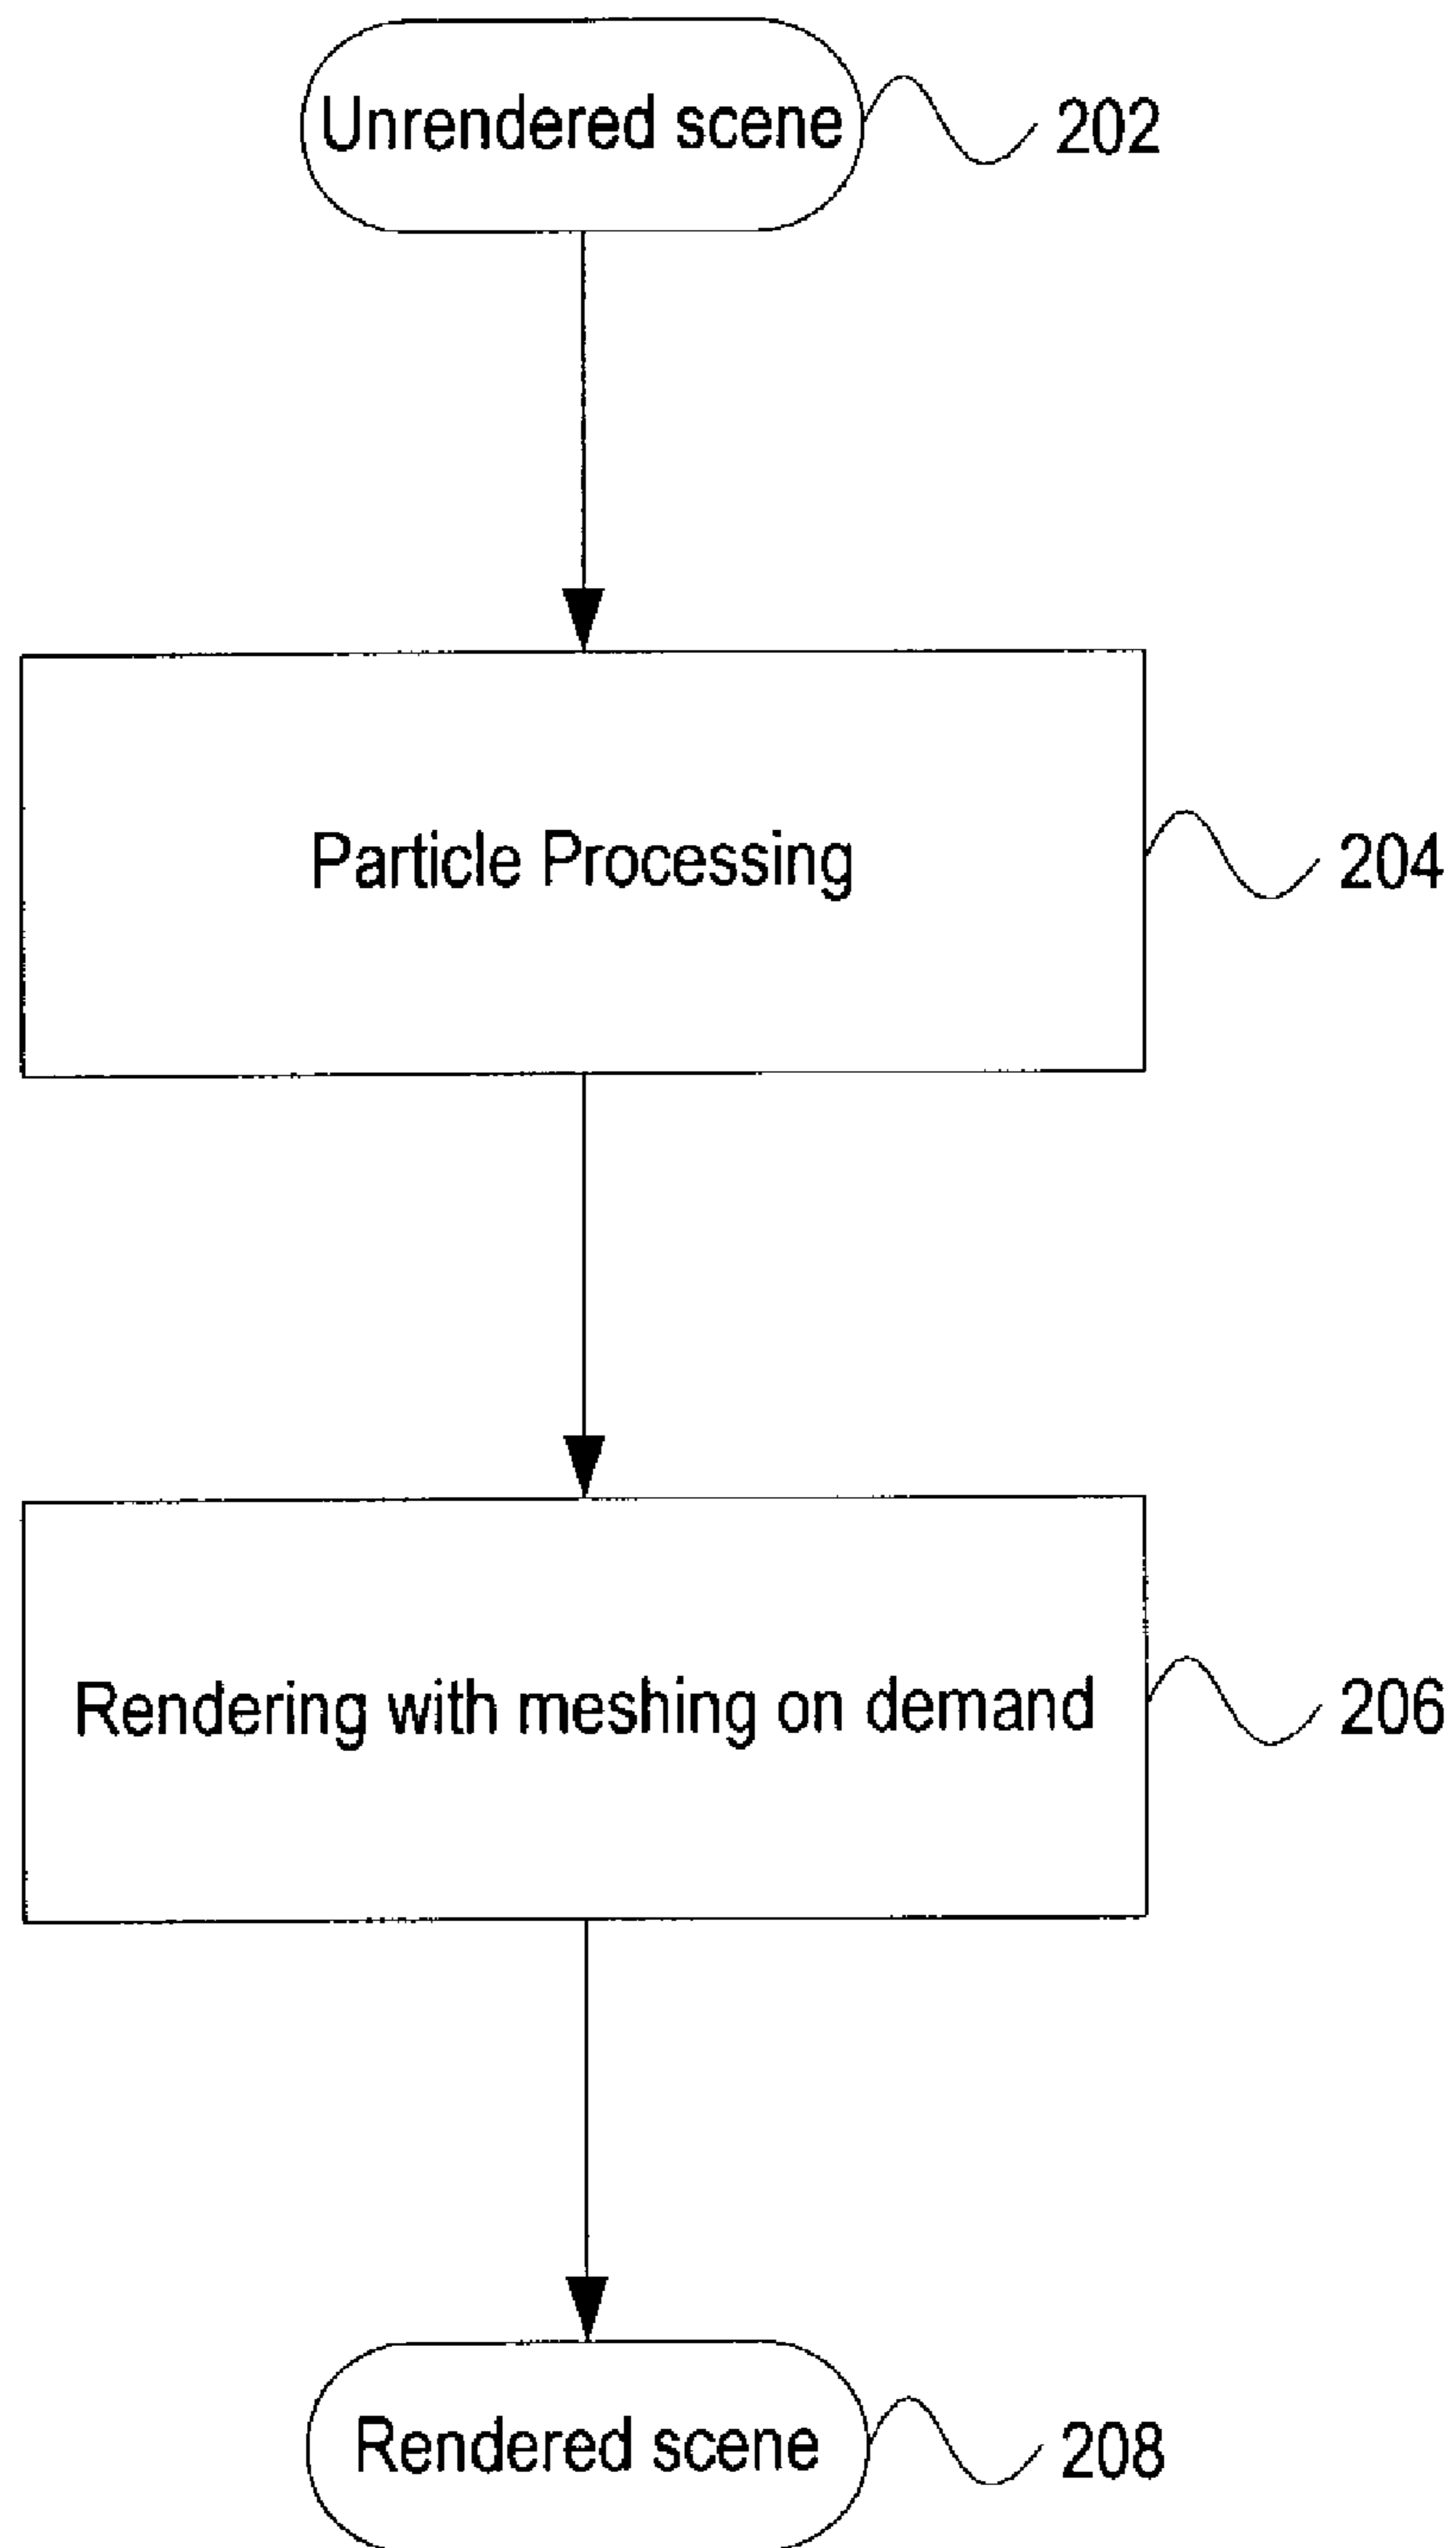 Unrendered scene 202
Particle Processing 204
Rendering with meshing on demand 206
Rendered scene 208